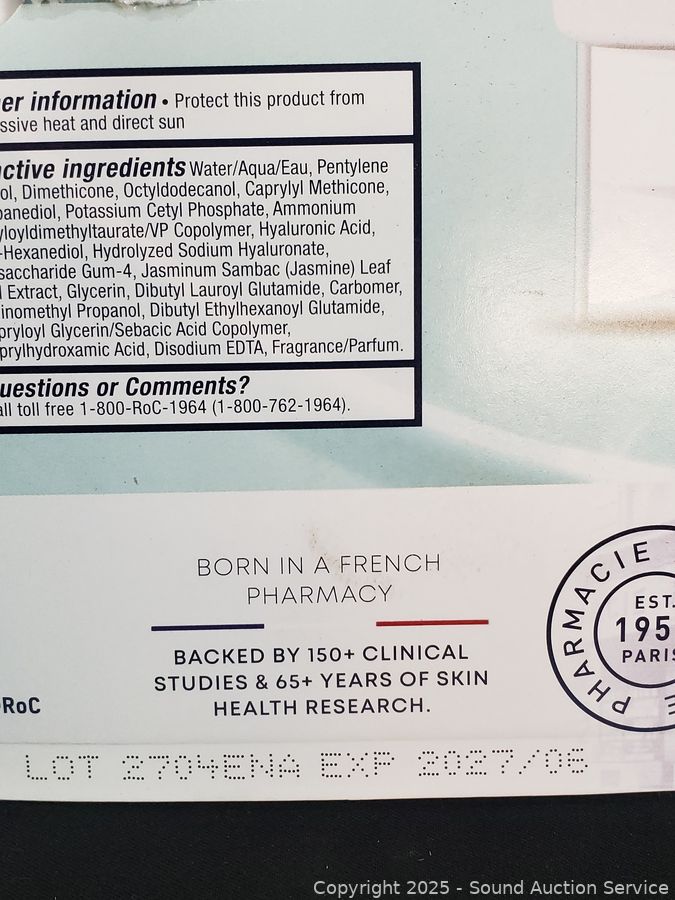 er information • Protect this product from
ssive heat and direct sun
active ingredients Water/Aqua/Eau, Pentylene
ol, Dimethicone, Octyldodecanol, Caprylyl Methicone,
anediol, Potassium Cetyl Phosphate, Ammonium
yloyldimethyltaurate/VP Copolymer, Hyaluronic Acid,
-Hexanediol, Hydrolyzed Sodium Hyaluronate,
saccharide Gum-4, Jasminum Sambac (Jasmine) Leaf
l Extract, Glycerin, Dibutyl Lauroyl Glutamide, Carbomer,
inomethyl Propanol, Dibutyl Ethylhexanoyl Glutamide,
pryloyl Glycerin/Sebacic Acid Copolymer,
prylhydroxamic Acid, Disodium EDTA, Fragrance/Parfum.
uestions or Comments?
all toll free 1-800-RoC-1964 (1-800-762-1964).
BORN IN A FRENCH
PHARMACY
BACKED BY 150+ CLINICAL
STUDIES & 65+ YEARS OF SKIN
HEALTH RESEARCH.
PHARMACIE
EST.
195
PARIS
RoC
LOT 2704ENA EXP 2027/06
Copyright 2025 - Sound Auction Service